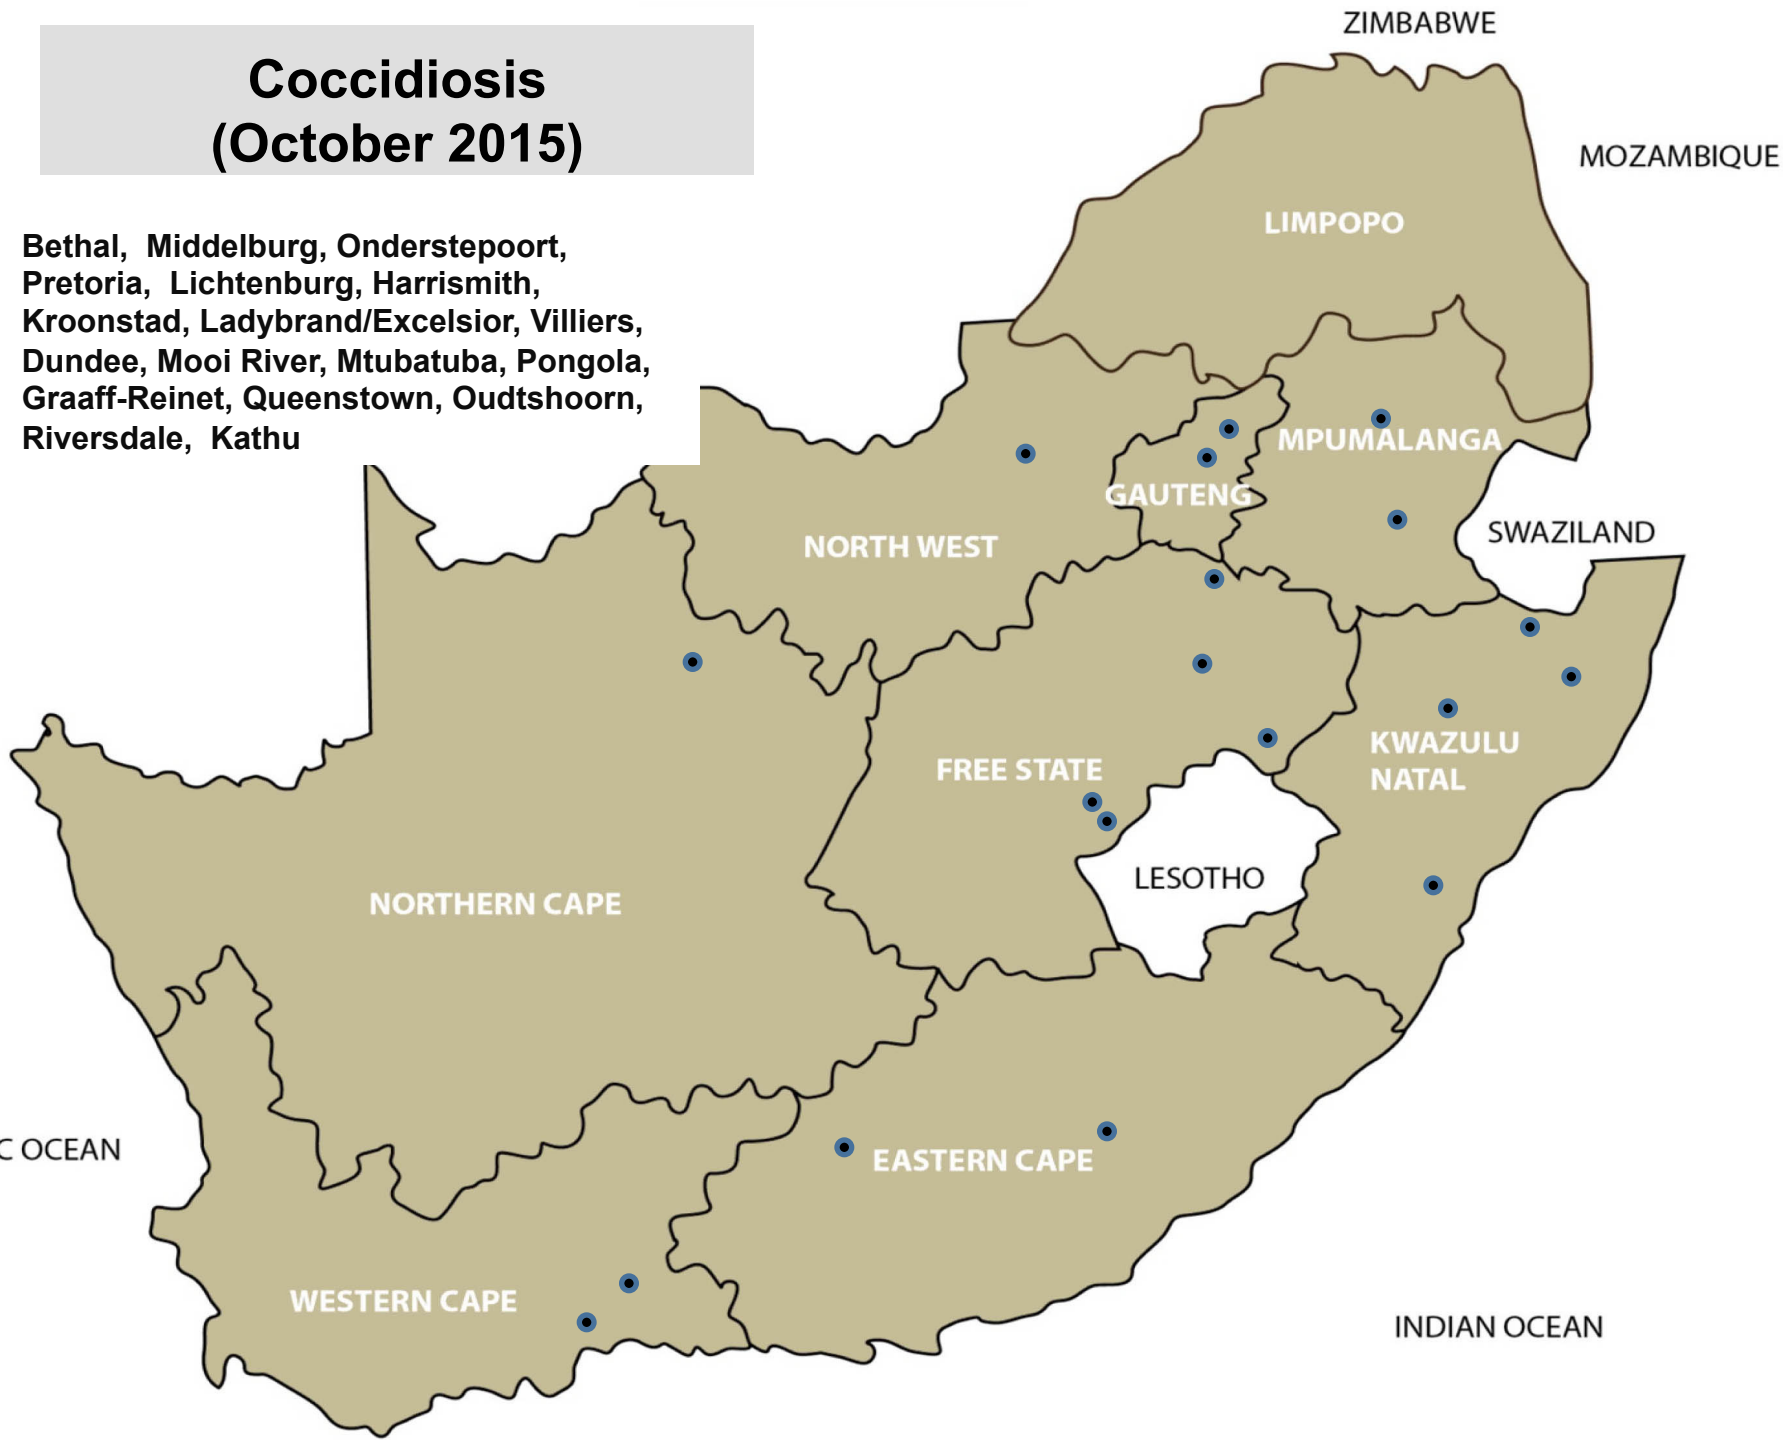 Coccidiosis
(October 2015)
Bethal, Middelburg, Onderstepoort,
Pretoria, Lichtenburg, Harrismith,
Kroonstad, Ladybrand/Excelsior, Villiers,
Dundee, Mooi River, Mtubatuba, Pongola,
Graaff-Reinet, Queenstown, Oudtshoorn,
Riversdale, Kathu
ZIMBABWE
MOZAMBIQUE
LIMPOPO
MPUMALANGA
GAUTENG
NORTH WEST
SWAZILAND
KWAZULU
NATAL
FREE STATE
LESOTHO
NORTHERN CAPE
C OCEAN
EASTERN CAPE
WESTERN CAPE
INDIAN OCEAN